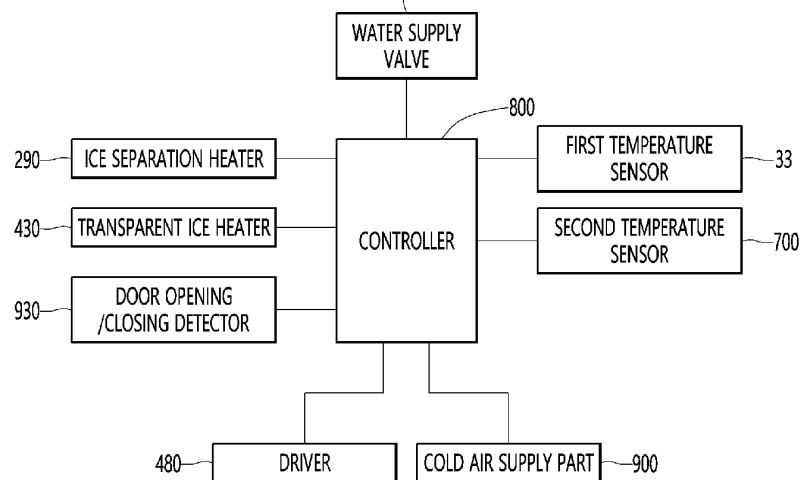 WATER SUPPLY
VALVE
800
290
ICE SEPARATION HEATER
FIRST TEMPERATURE
SENSOR
33
430
TRANSPARENT ICE HEATER
CONTROLLER
SECOND TEMPERATURE
SENSOR
700
930
DOOR OPENING
/CLOSING DETECTOR
480
DRIVER
COLD AIR SUPPLY PART
900